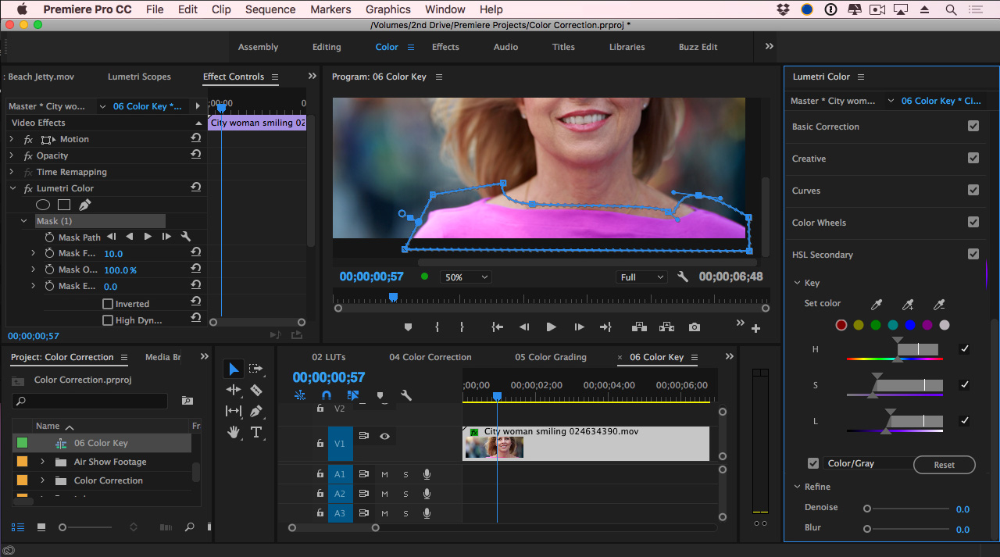 Premiere Pro CC File Edit Clip Sequence Markers Graphics Window Help
/Volumes/2nd Drive/Premiere Projects/Color Correction.prproj *
Assembly Editing Color Effects Audio Titles Libraries Buzz Edit
: Beach Jetty.mov Lumetri Scopes Effect Controls
Master * City wo... 06 Color Key *...
;00;00 0
Video Effects
City woman smiling 02
fx Motion
fx Opacity
fx Time Remapping
fx Lumetri Color
Mask (1)
Mask Path
Mask F... 10.0
Mask O... 100.0 %
Mask E... 0.0
Inverted
High Dyn...
00;00;00;57
Program: 06 Color Key
00;00;00;57 50% Full 00;00;06;48
Lumetri Color
Master * City wom... 06 Color Key * Ci...
Basic Correction
Creative
Curves
Color Wheels
HSL Secondary
Key
Set color
H
S
L
Color/Gray Reset
Refine
Denoise 0.0
Blur 0.0
Project: Color Correction Media Br
Color Correction.prproj
Name Fr
06 Color Key
Air Show Footage
Color Correction
02 LUTs 04 Color Correction 05 Color Grading × 06 Color Key
00;00;00;57
;00;00 00;00;02;00 00;00;04;00 00;00;06;00
V2
V1
fx City woman smiling 024634390.mov
A1 M S
A2 M S
A3 M S